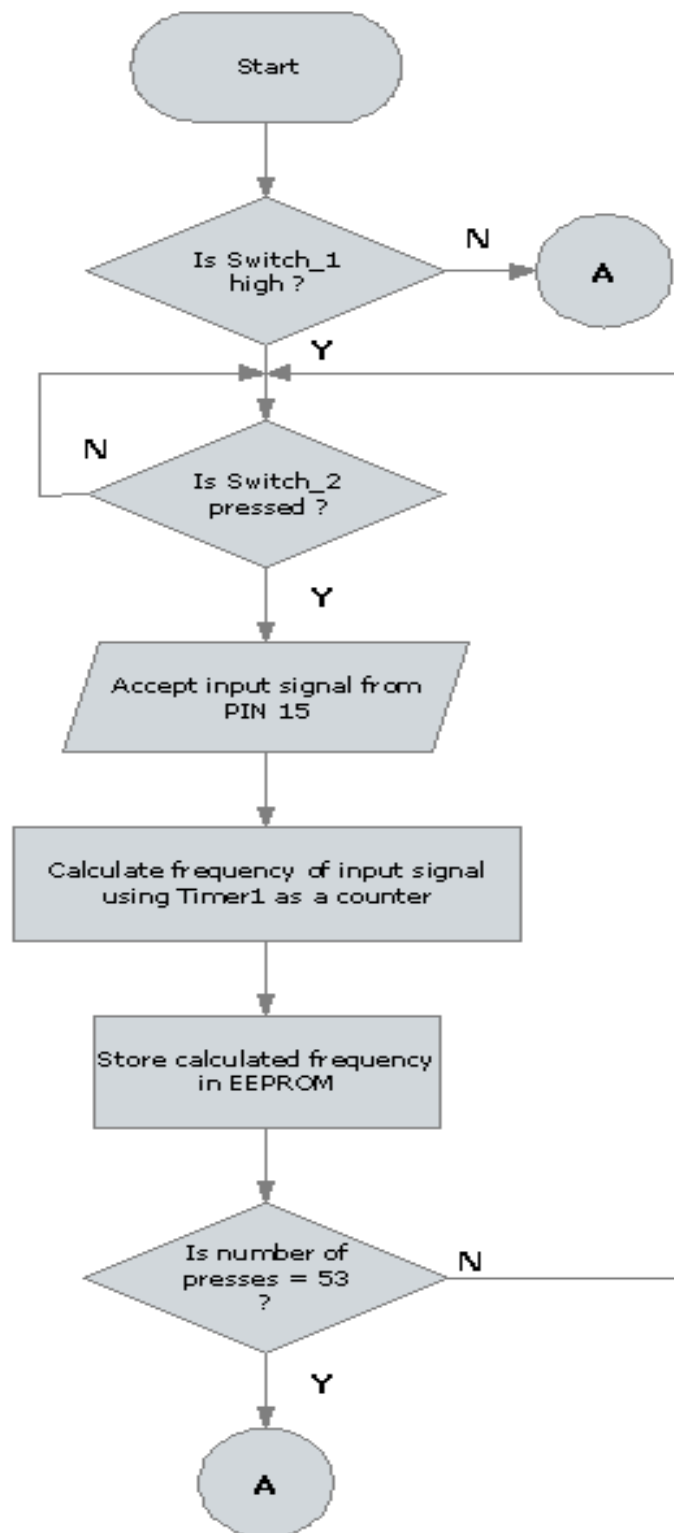 Start
Is Switch_1
high ?
N
A
Y
N
Is Switch_2
pressed ?
Y
Accept input signal from
PIN 15
Calculate frequency of input signal
using Timer1 as a counter
Store calculated frequency
in EEPROM
Is number of
presses = 53
?
N
Y
A